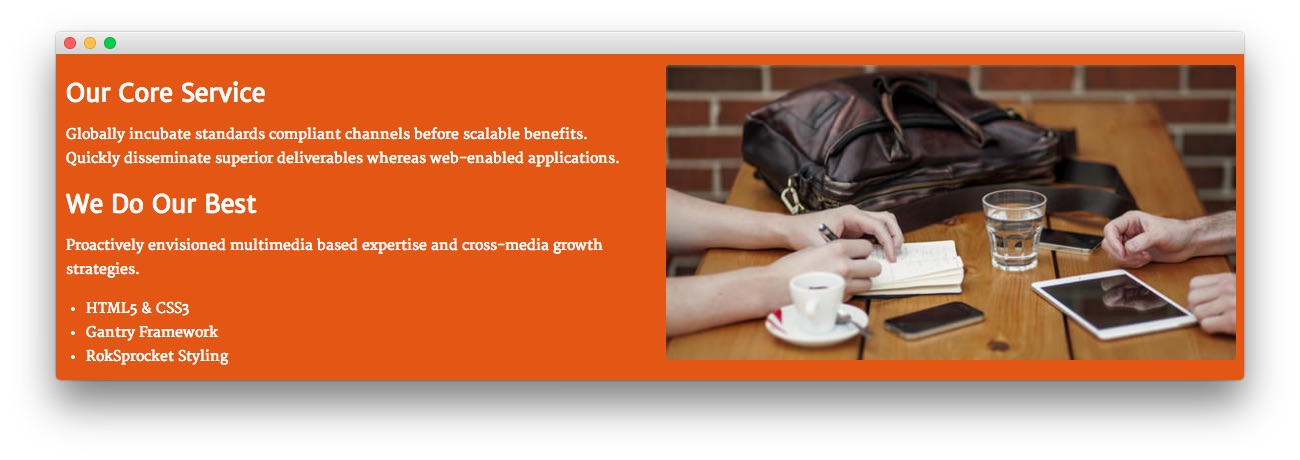 Our Core Service
Globally incubate standards compliant channels before scalable benefits.
Quickly disseminate superior deliverables whereas web-enabled applications.
We Do Our Best
Proactively envisioned multimedia based expertise and cross-media growth
strategies.
• HTML5 & CSS3
• Gantry Framework
• RokSprocket Styling